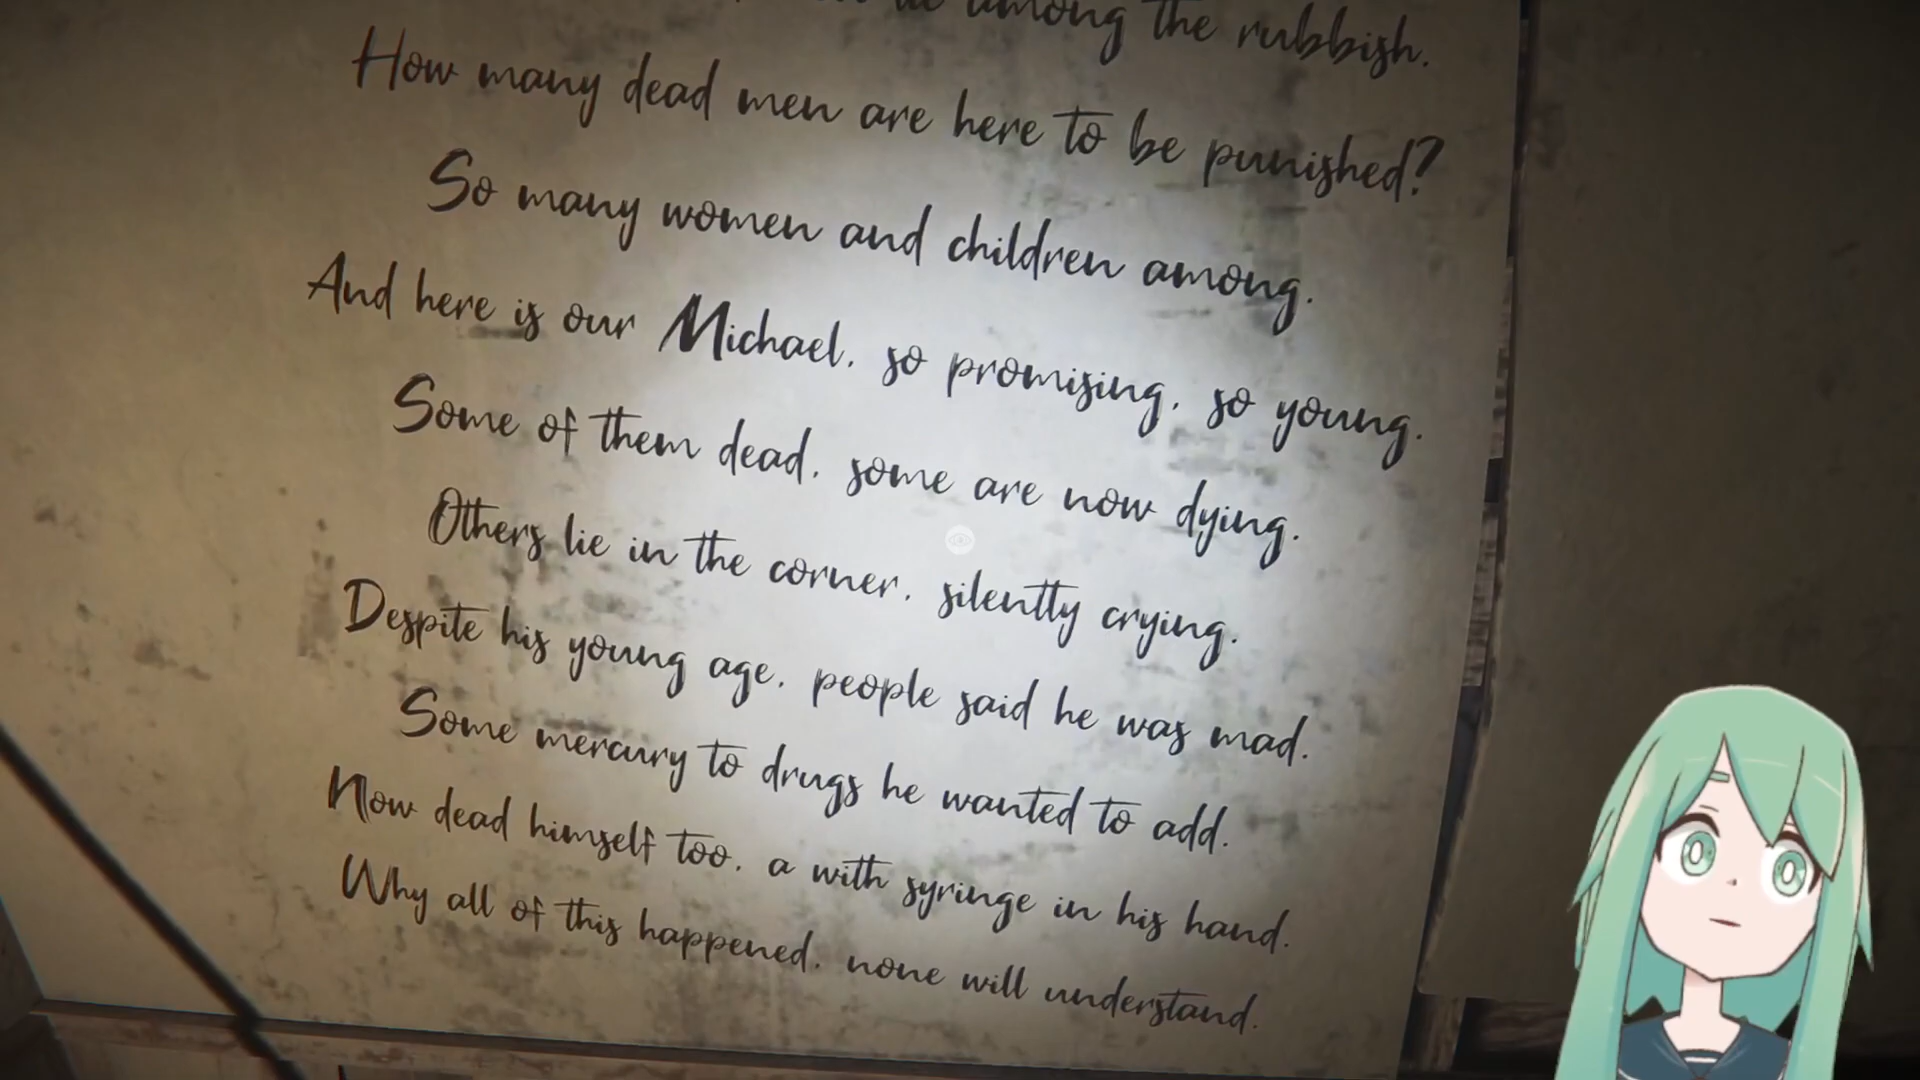 among the rubbish.
How many dead men are here to be punished?
So many women and children among.
And here is our Michael, so promising, so young.
Some of them dead, some are now dying.
Others lie in the corner, silently crying.
Despite his young age, people said he was mad.
Some mercury to drugs he wanted to add.
Now dead himself too, a with syringe in his hand.
Why all of this happened, none will understand.